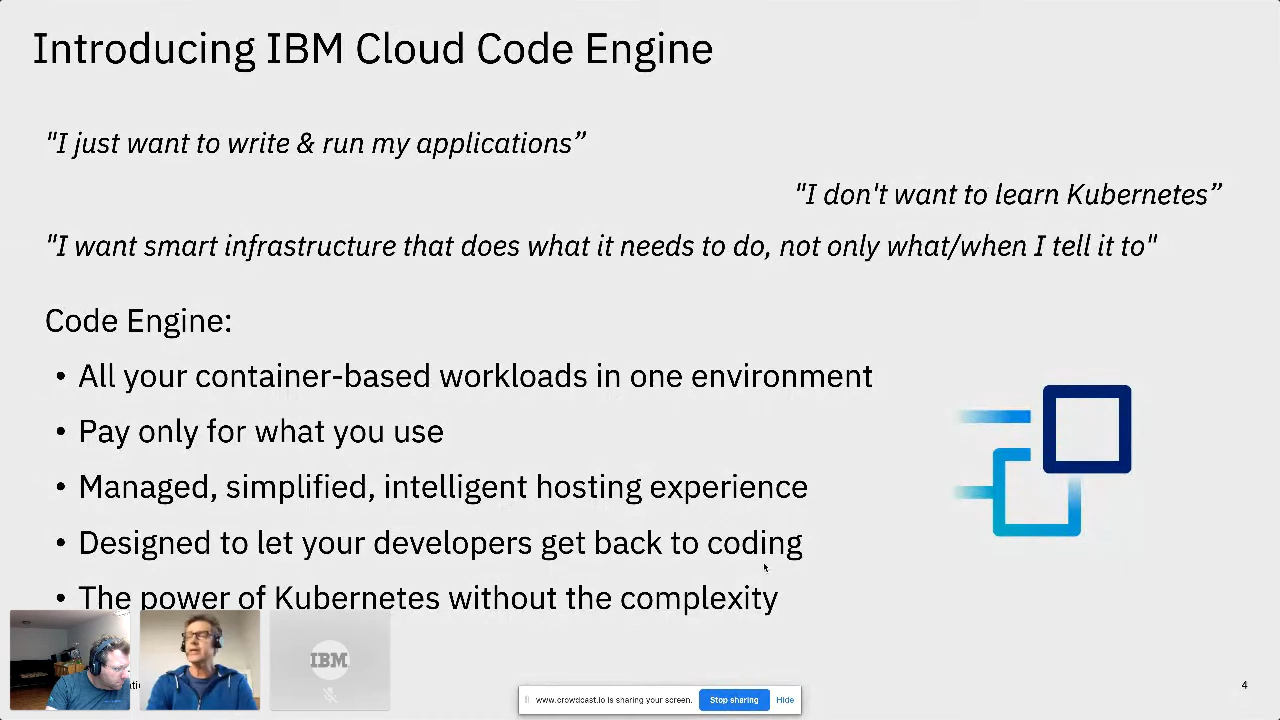 Introducing IBM Cloud Code Engine
"I just want to write & run my applications”
"I don't want to learn Kubernetes”
"I want smart infrastructure that does what it needs to do, not only what/when I tell it to"
Code Engine:
• All your container-based workloads in one environment
• Pay only for what you use
• Managed, simplified, intelligent hosting experience
• Designed to let your developers get back to coding
• The power of Kubernetes without the complexity
IBM
www.crowdcast.io is sharing your screen. Stop sharing Hide
4